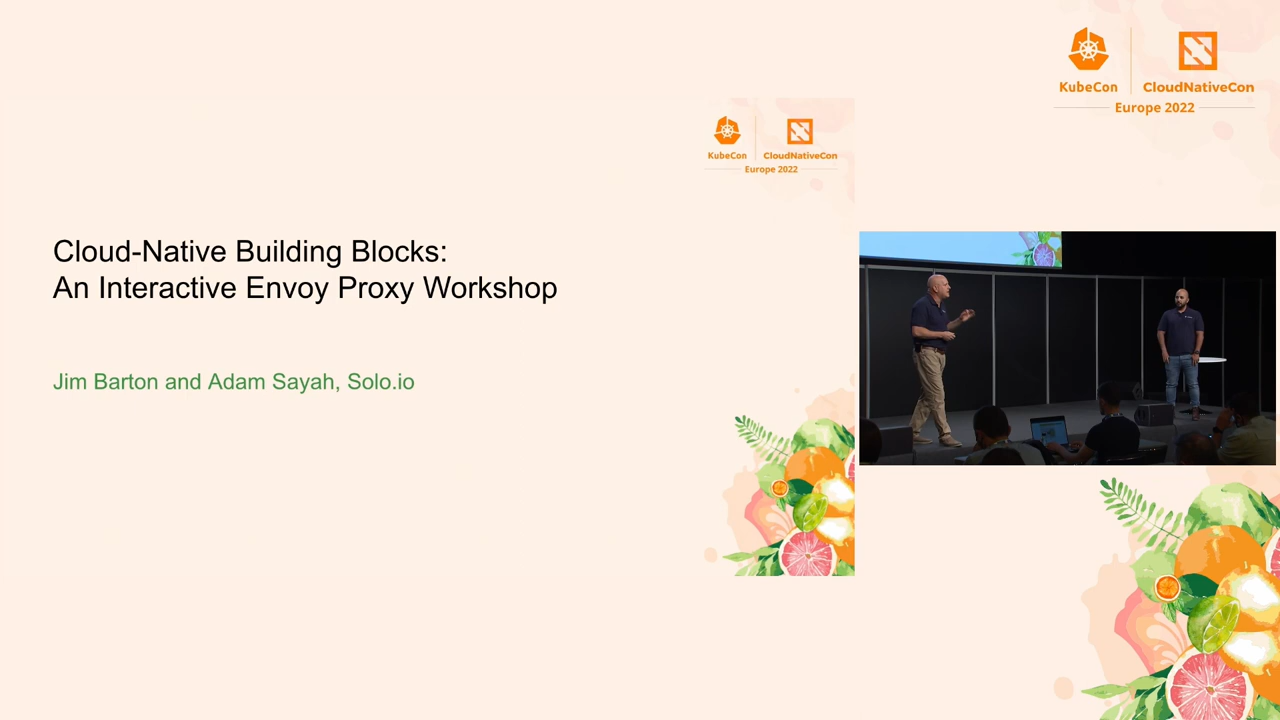 KubeCon
CloudNativeCon
Europe 2022
KubeCon
CloudNativeCon
Europe 2022
Cloud-Native Building Blocks:
An Interactive Envoy Proxy Workshop
Jim Barton and Adam Sayah, Solo.io